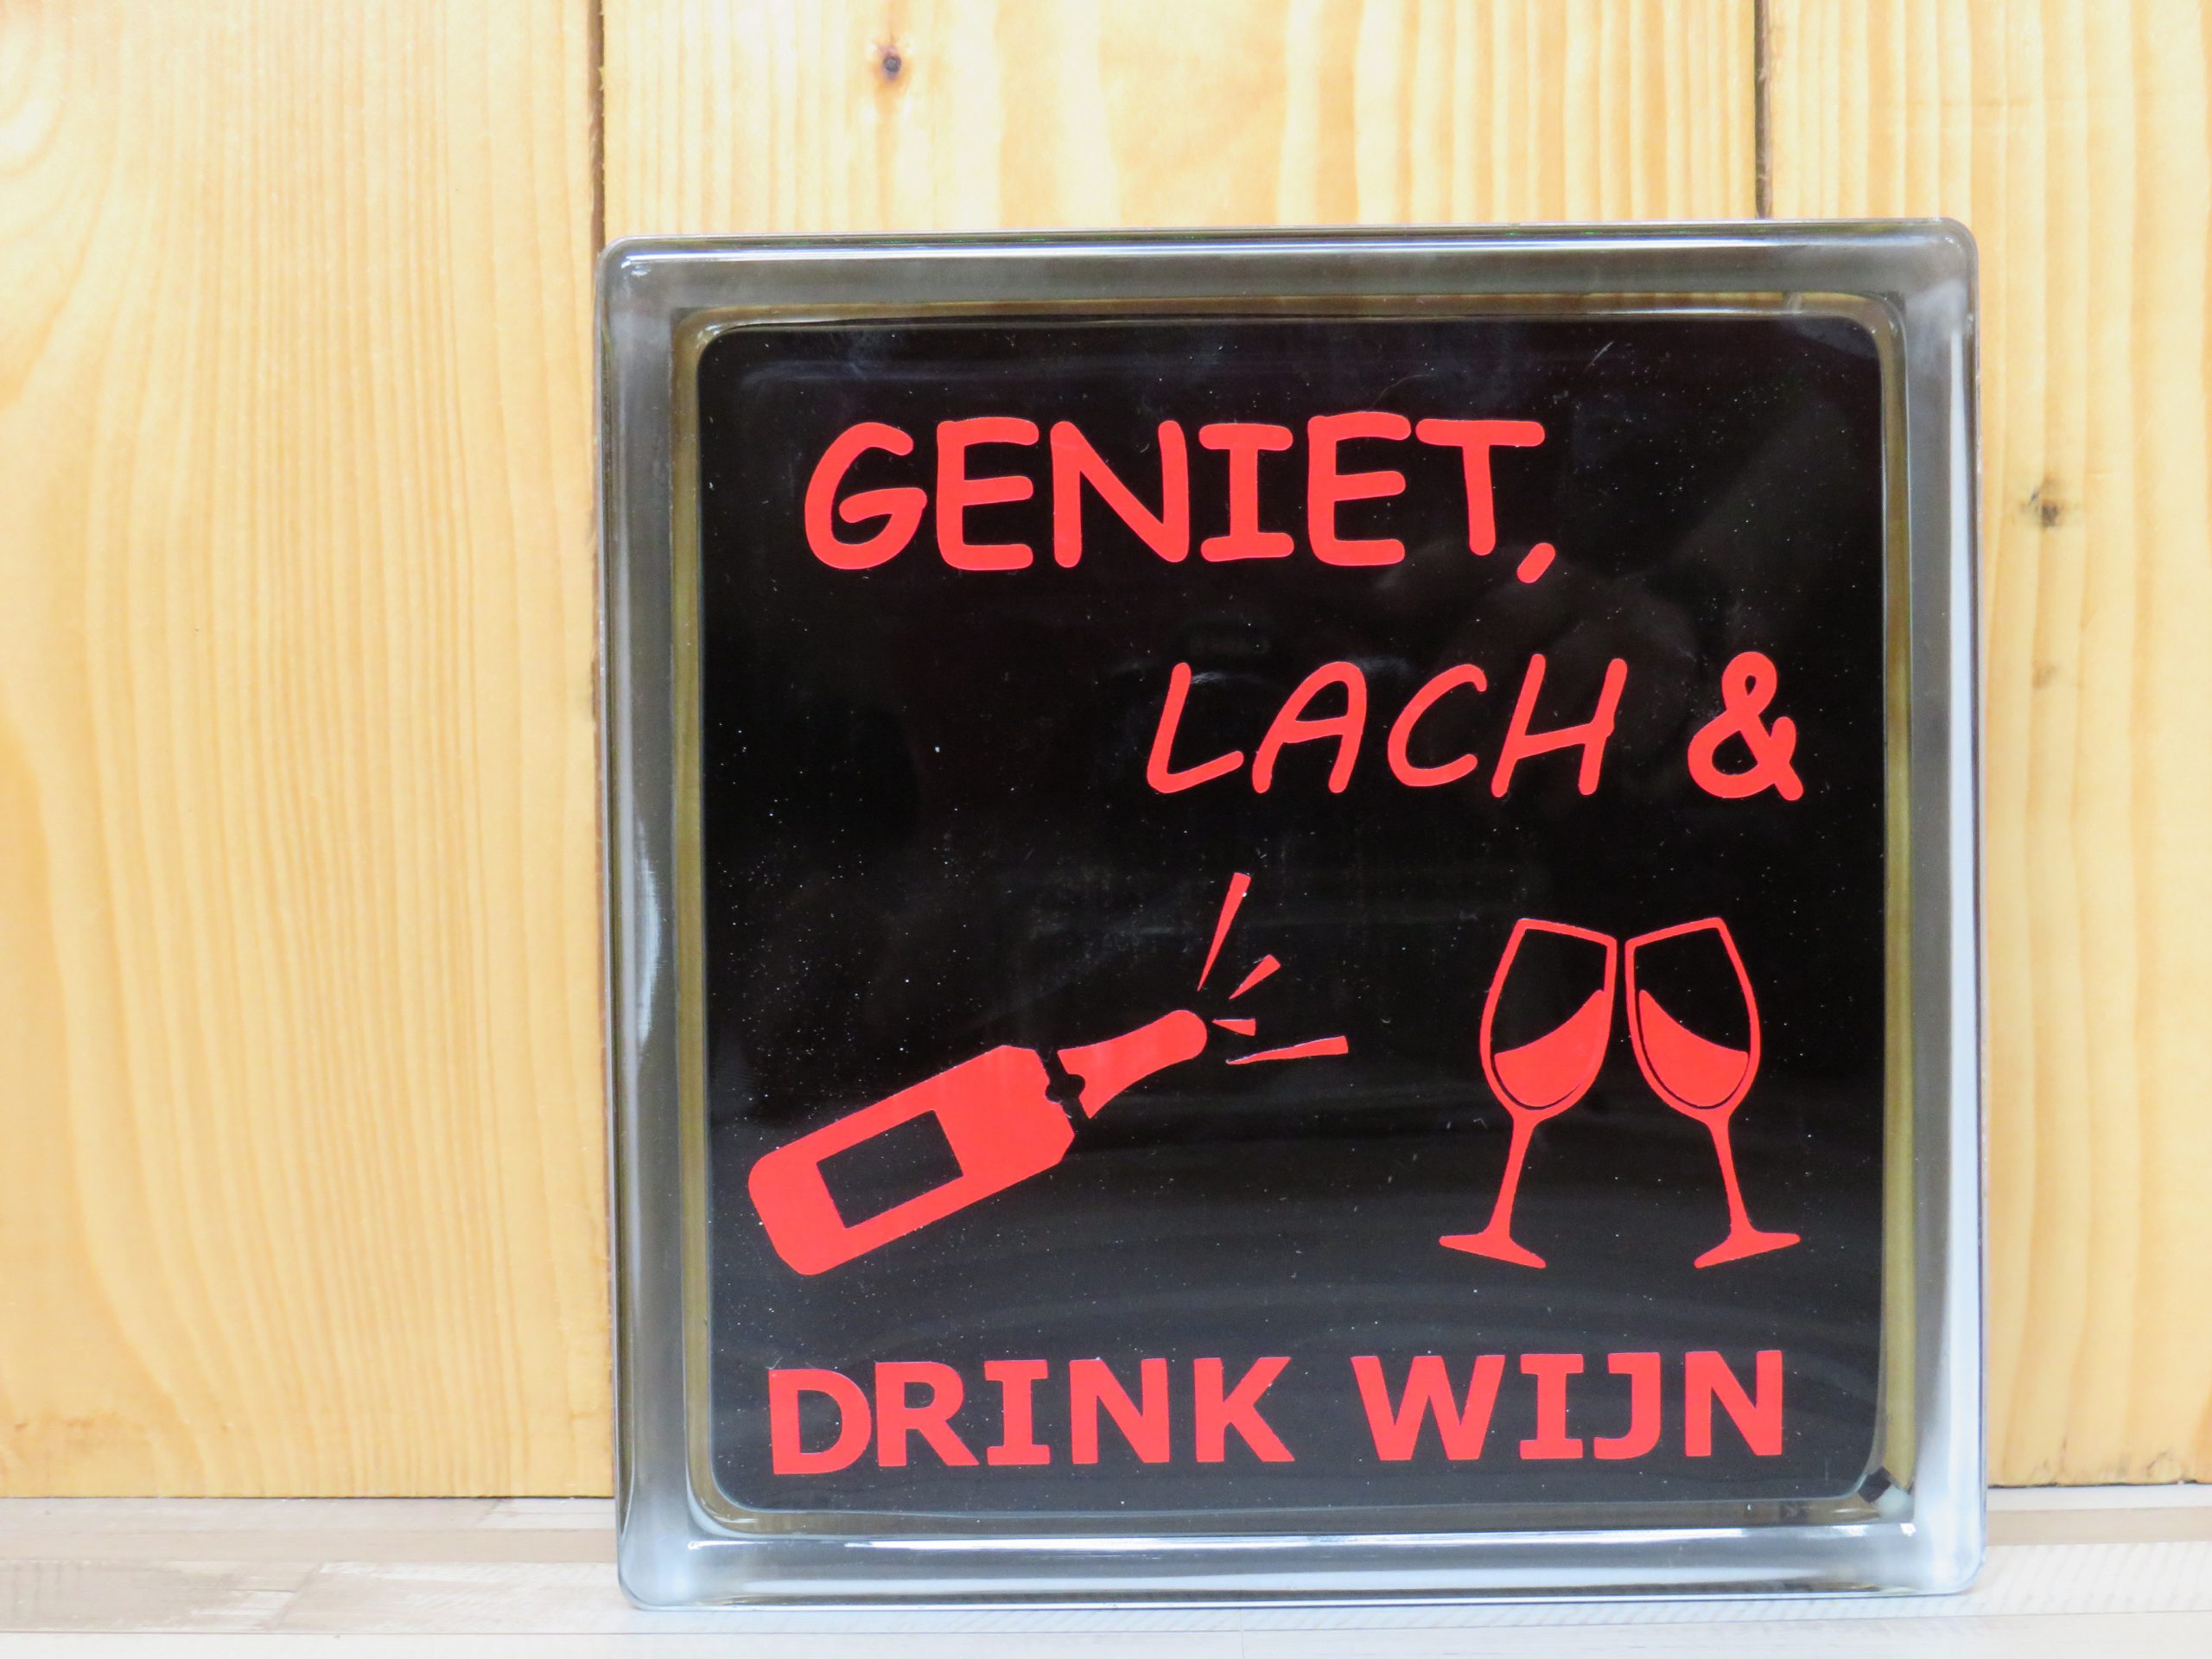 GENIET,
LACH &
DRINK WIJN